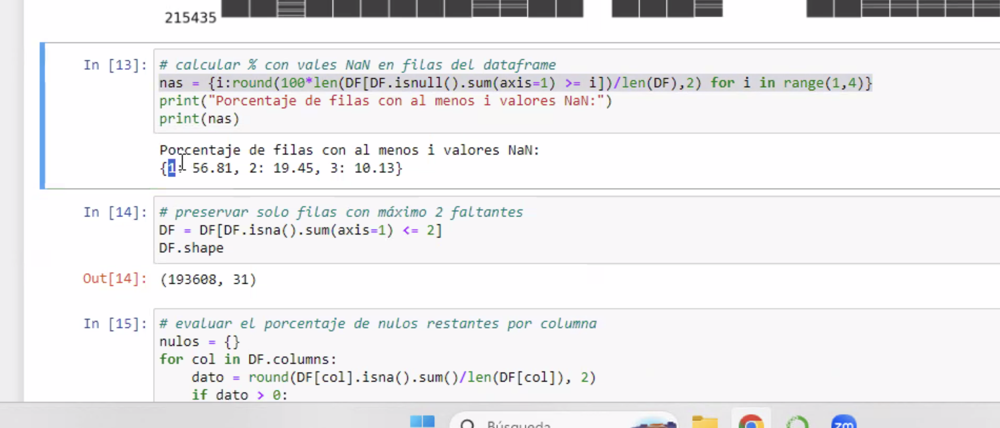 215435
In [13]:
# calcular % con vales NaN en filas del dataframe
nas = {i:round(100*len(DF[DF.isnull().sum(axis=1) >= i])/len(DF),2) for i in range(1,4)}
print("Porcentaje de filas con al menos i valores NaN:")
print(nas)
Porcentaje de filas con al menos i valores NaN:
{1: 56.81, 2: 19.45, 3: 10.13}
In [14]:
# preservar solo filas con máximo 2 faltantes
DF = DF[DF.isna().sum(axis=1) <= 2]
DF.shape
Out[14]:
(193608, 31)
In [15]:
# evaluar el porcentaje de nulos restantes por columna
nulos = {}
for col in DF.columns:
    dato = round(DF[col].isna().sum()/len(DF[col]), 2)
    if dato > 0:
Búsqueda
zm